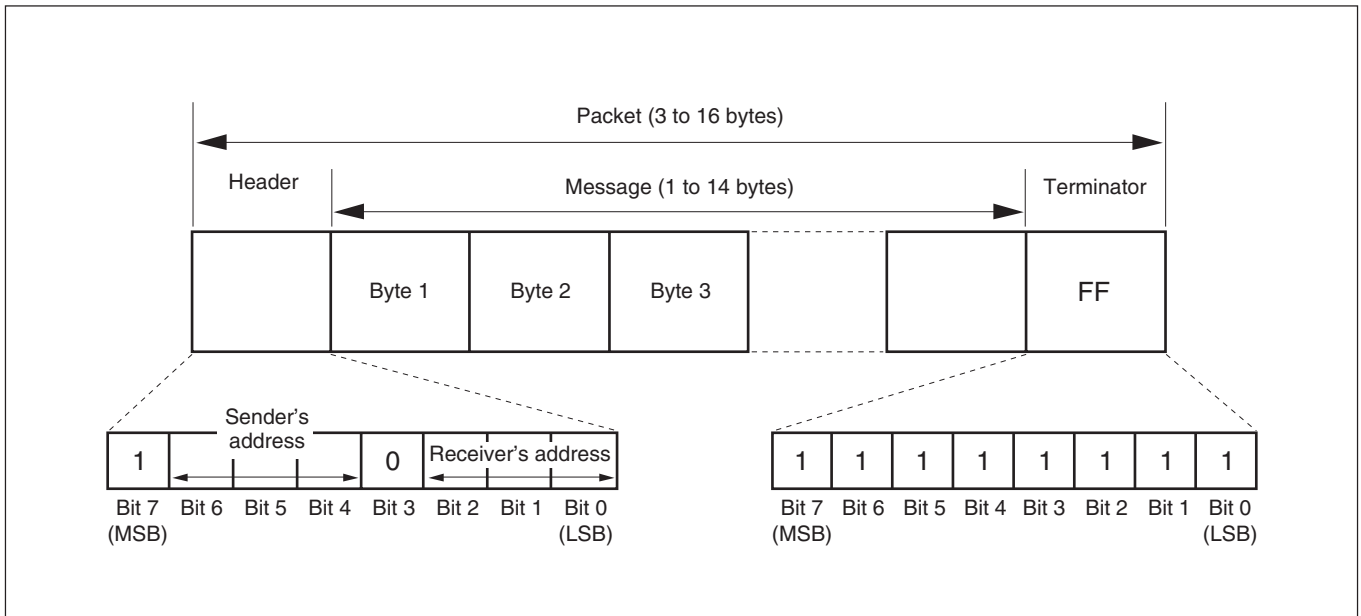 Packet (3 to 16 bytes)
Header
Message (1 to 14 bytes)
Terminator
Byte 1
Byte 2
Byte 3
FF
Sender's
address
1
0
Receiver's address
Bit 7
(MSB)
Bit 6
Bit 5
Bit 4
Bit 3
Bit 2
Bit 1
Bit 0
(LSB)
1 1 1 1 1 1 1 1
Bit 7
(MSB)
Bit 6
Bit 5
Bit 4
Bit 3
Bit 2
Bit 1
Bit 0
(LSB)